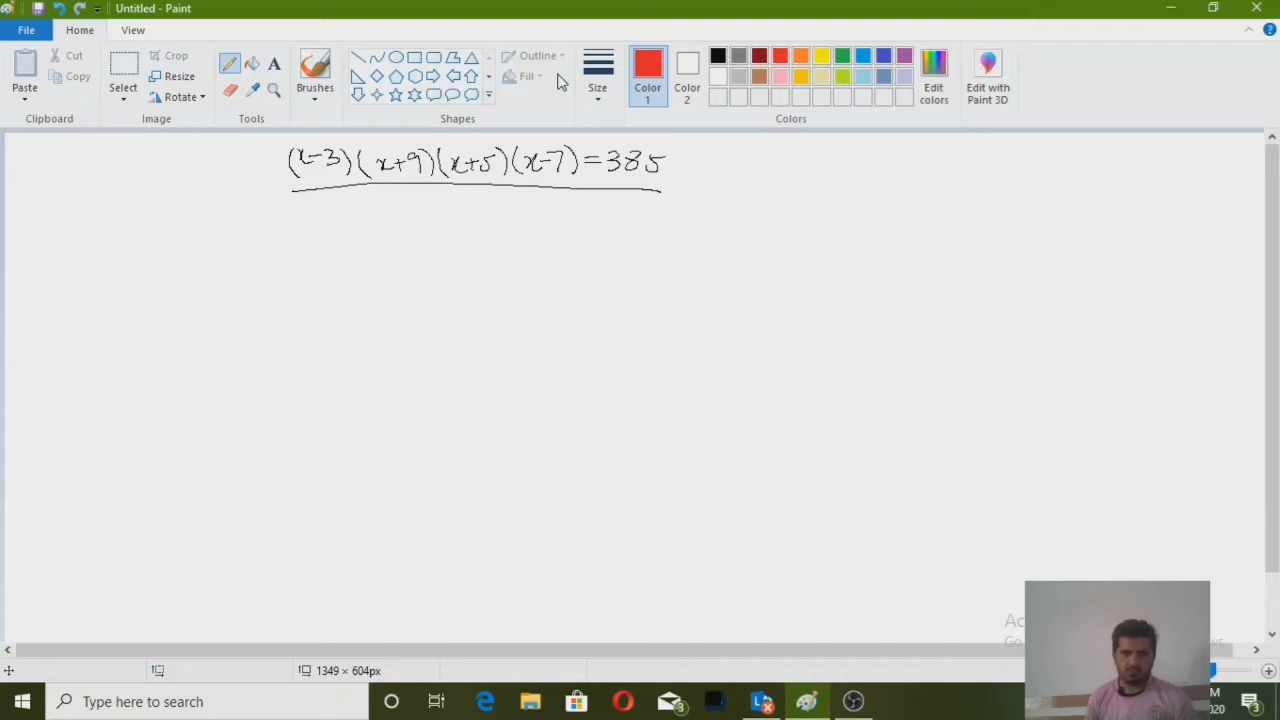 Untitled - Paint
File Home View
Paste
Cut
Copy
Clipboard
Select
Crop
Resize
Rotate
Image
Tools
Brushes
Shapes
Outline
Fill
Size
Color 1
Color 2
Colors
Edit colors
Edit with Paint 3D
(x-3)(x+9)(x+5)(x-7)=385
1349 × 604px
Type here to search
3
3